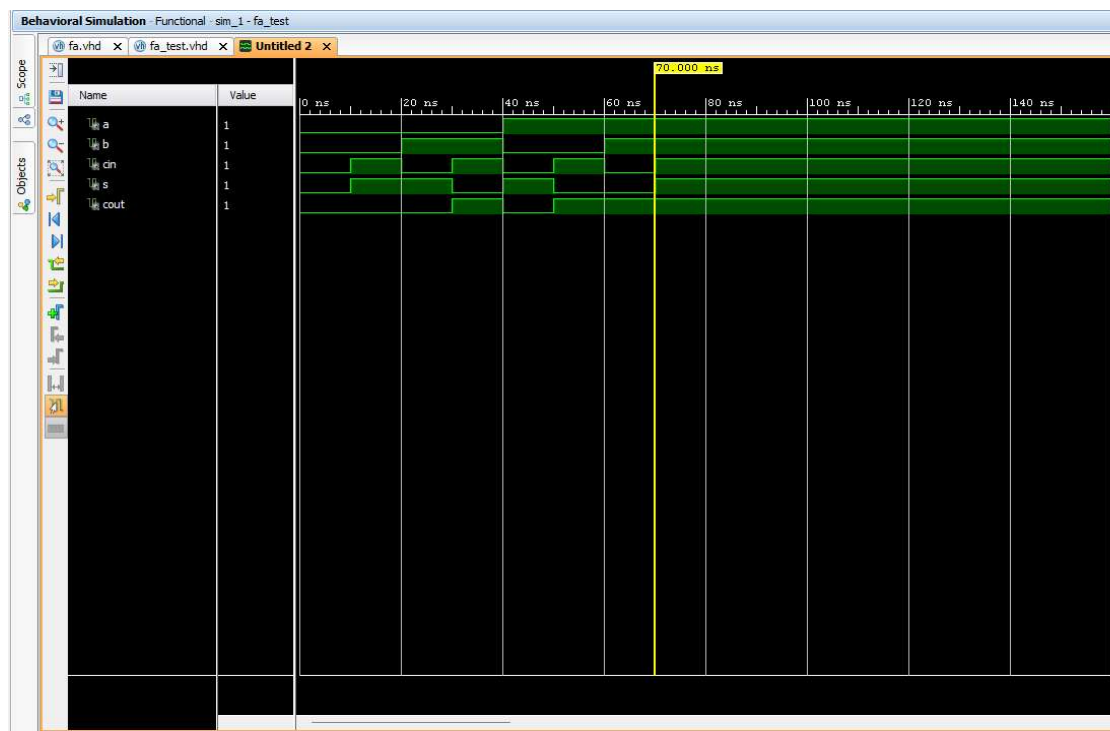 Behavioral Simulation - Functional - sim_1 - fa_test
fa.vhd x fa_test.vhd x Untitled 2 x
Scope
Objects
70.000 ns
Name Value
0 ns 20 ns 40 ns 60 ns 80 ns 100 ns 120 ns 140 ns
a 1
b 1
cin 1
s 1
cout 1